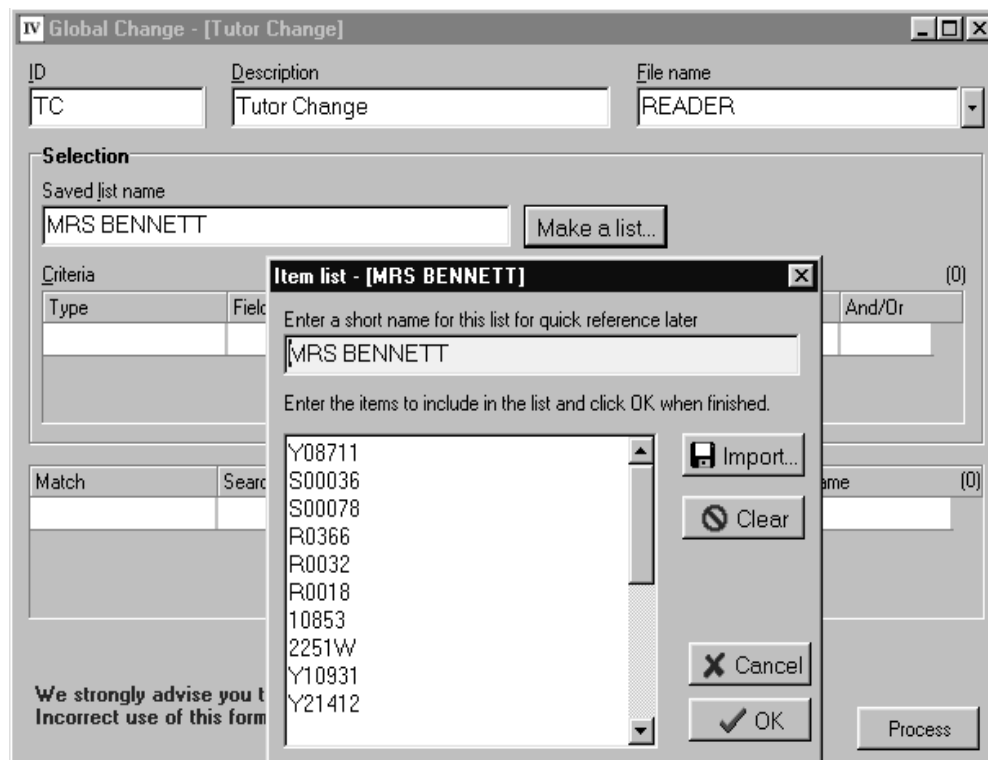 IV Global Change - [Tutor Change]
ID Description File name
TC Tutor Change READER
Selection
Saved list name
MRS BENNETT Make a list...
Criteria (0)
Type And/Or
Item list - [MRS BENNETT]
Enter a short name for this list for quick reference later
MRS BENNETT
Enter the items to include in the list and click OK when finished.
Y08711
S00036
S00078
R0366
R0032
R0018
10853
2251W
Y10931
Y21412
Import...
Clear
Cancel
OK
Match (0)
We strongly advise you
Incorrect use of this form
Process